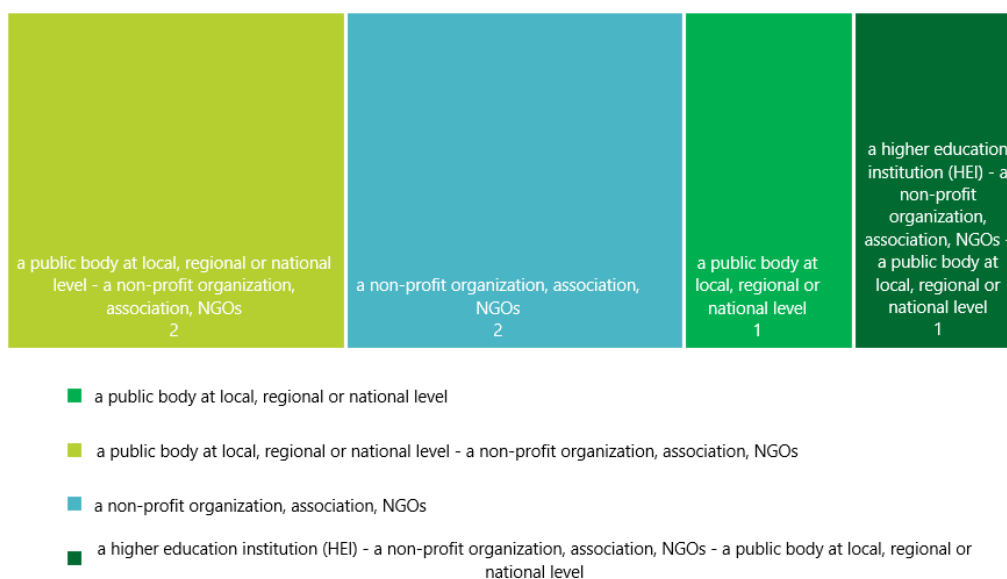 a public body at local, regional or national
level - a non-profit organization,
association, NGOs
2
a non-profit organization, association,
NGOs
2
a public body at
local, regional or
national level
1
a higher education
institution (HEI) - a
non-profit
organization,
association, NGOs -
a public body at
local, regional or
national level
1
a public body at local, regional or national level
a public body at local, regional or national level - a non-profit organization, association, NGOs
a non-profit organization, association, NGOs
a higher education institution (HEI) - a non-profit organization, association, NGOs - a public body at local, regional or
national level